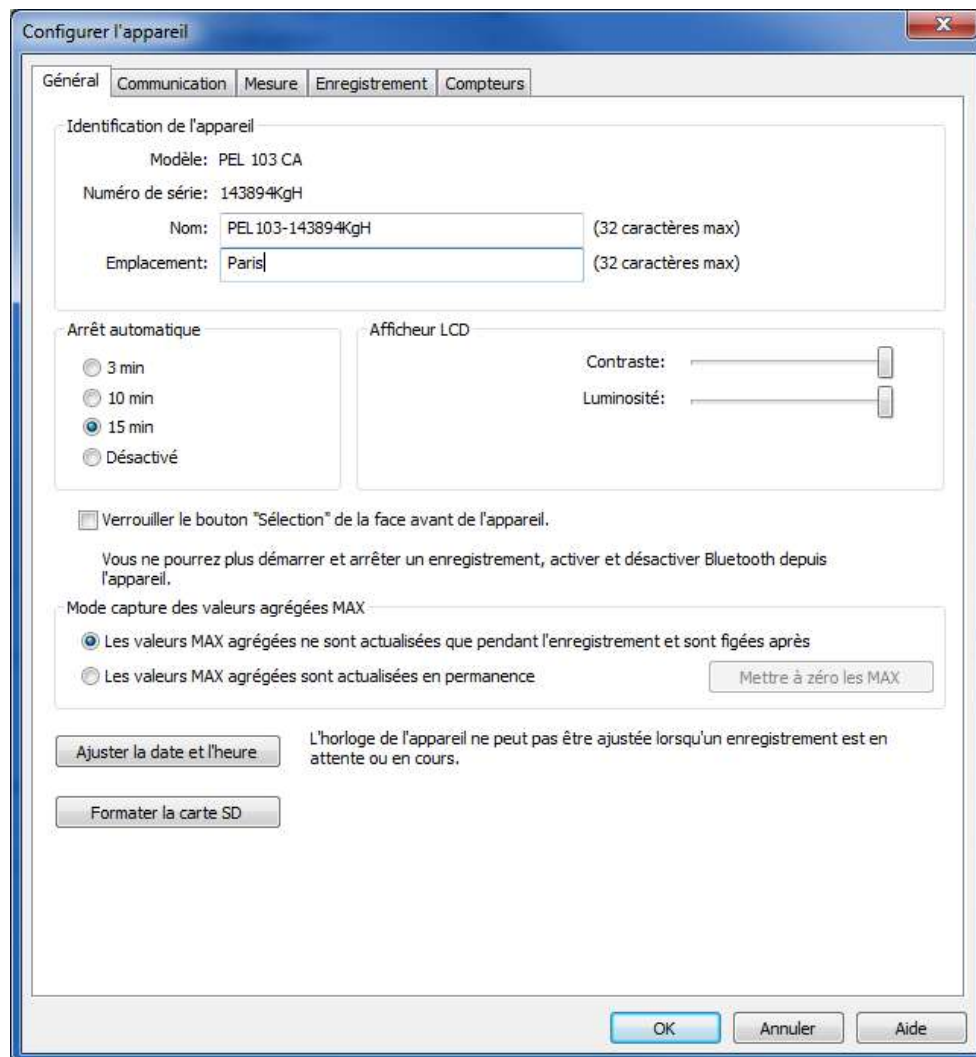 Configurer l'appareil
Général Communication Mesure Enregistrement Compteurs
Identification de l'appareil
Modèle: PEL 103 CA
Numéro de série: 143894KgH
Nom: PEL103-143894KgH (32 caractères max)
Emplacement: Paris (32 caractères max)
Arrêt automatique
3 min
10 min
15 min
Désactivé
Afficheur LCD
Contraste:
Luminosité:
Verrouiller le bouton "Sélection" de la face avant de l'appareil.
Vous ne pourrez plus démarrer et arrêter un enregistrement, activer et désactiver Bluetooth depuis
l'appareil.
Mode capture des valeurs agrégées MAX
Les valeurs MAX agrégées ne sont actualisées que pendant l'enregistrement et sont figées après
Les valeurs MAX agrégées sont actualisées en permanence
Mettre à zéro les MAX
Ajuster la date et l'heure
L'horloge de l'appareil ne peut pas être ajustée lorsqu'un enregistrement est en
attente ou en cours.
Formater la carte SD
OK Annuler Aide